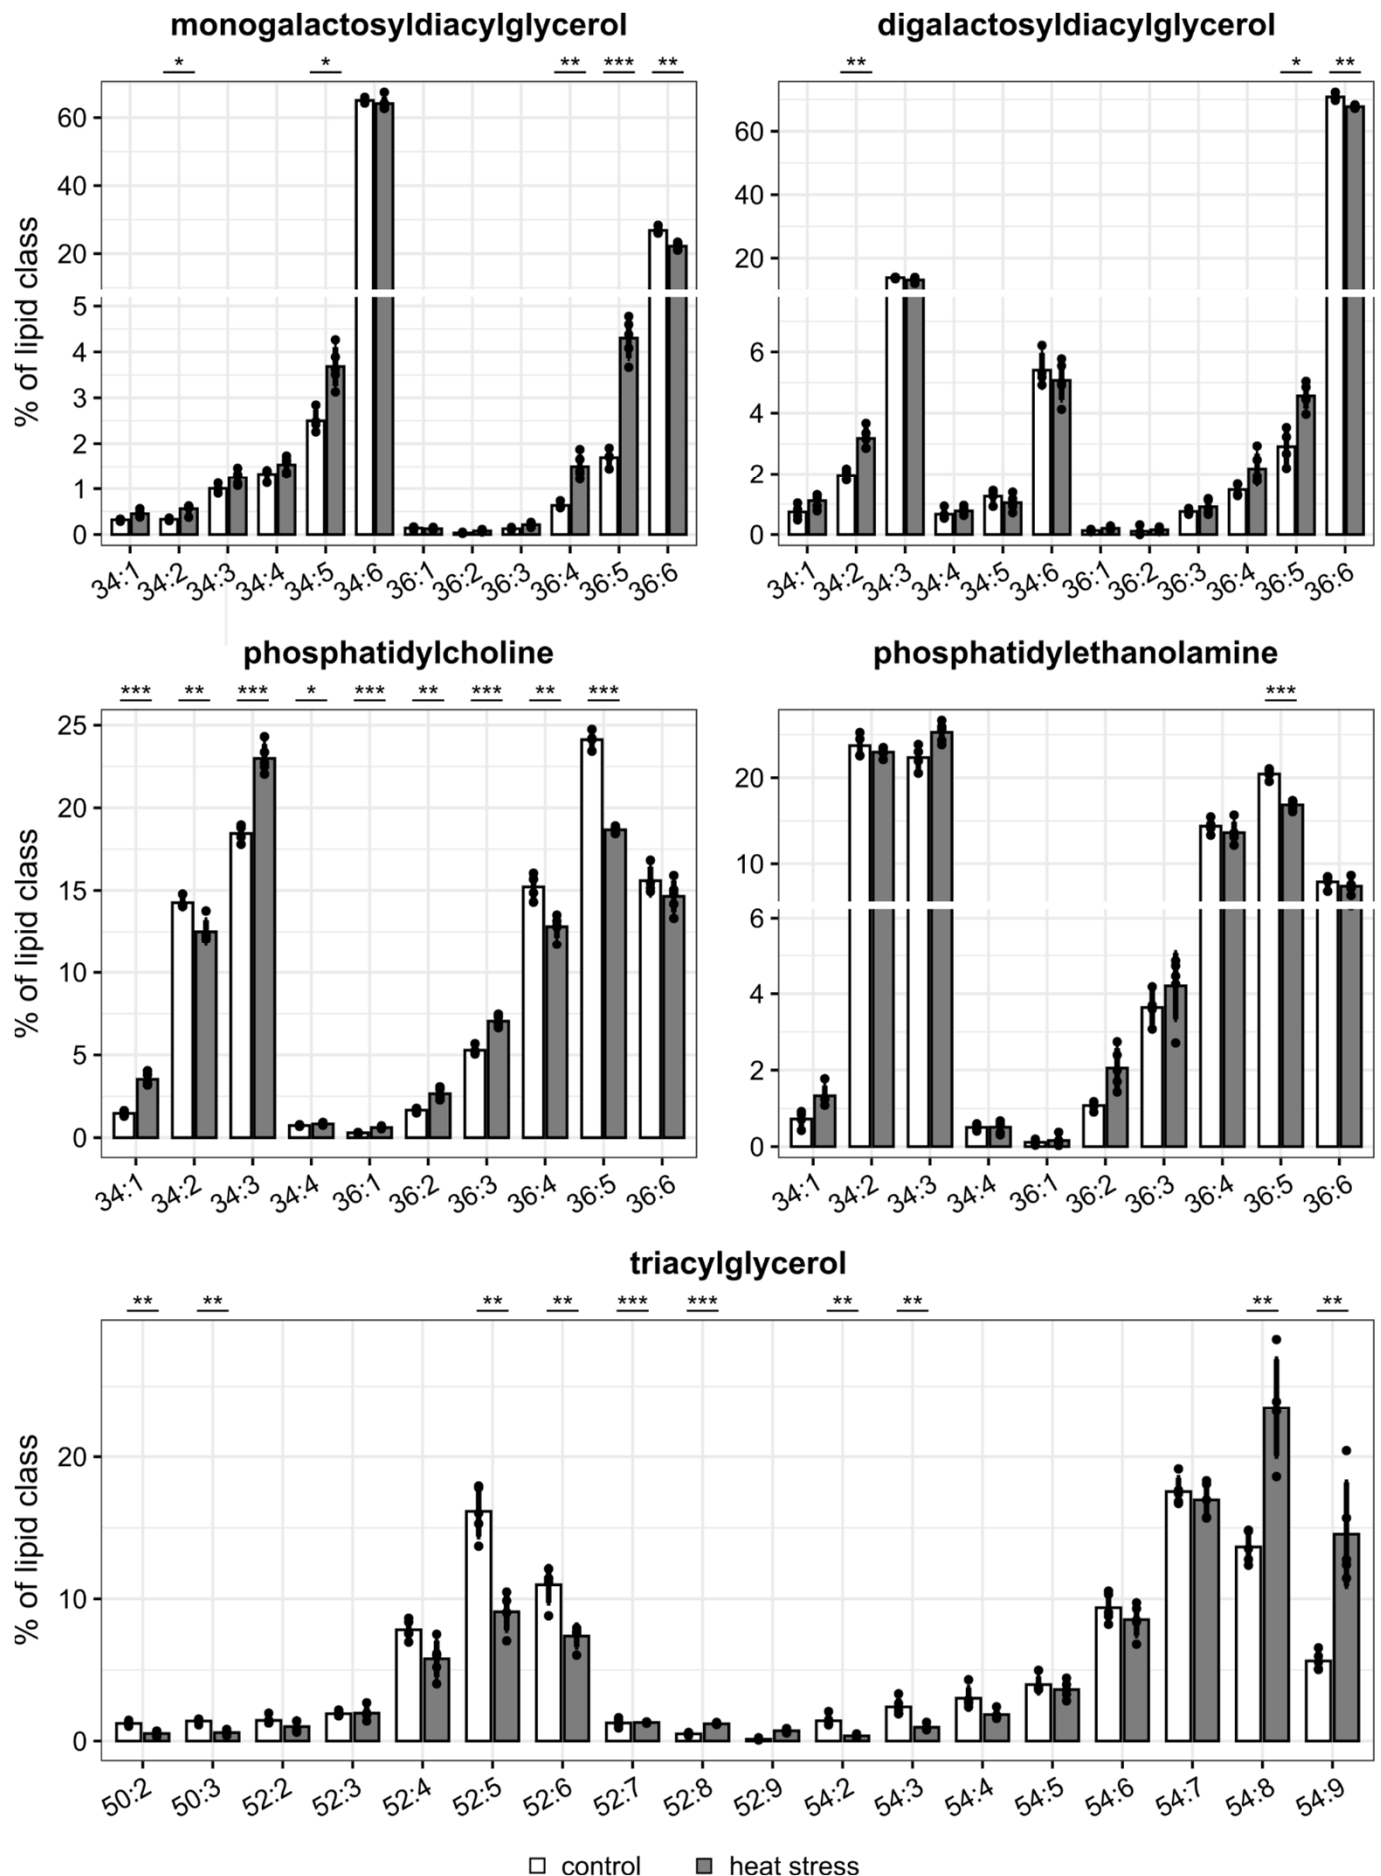 monogalactosyldiacylglycerol
* * ** *** **
% of lipid class
60
40
20
5
4
3
2
1
0
34:1 34:2 34:3 34:4 34:5 34:6 36:1 36:2 36:3 36:4 36:5 36:6
digalactosyldiacylglycerol
** * **
60
40
20
6
4
2
0
34:1 34:2 34:3 34:4 34:5 34:6 36:1 36:2 36:3 36:4 36:5 36:6
phosphatidylcholine
*** ** *** * *** ** *** ** ***
% of lipid class
25
20
15
10
5
0
34:1 34:2 34:3 34:4 36:1 36:2 36:3 36:4 36:5 36:6
phosphatidylethanolamine
***
20
10
6
4
2
0
34:1 34:2 34:3 34:4 36:1 36:2 36:3 36:4 36:5 36:6
triacylglycerol
** ** ** ** *** *** ** ** ** **
% of lipid class
20
10
0
50:2 50:3 52:2 52:3 52:4 52:5 52:6 52:7 52:8 52:9 54:2 54:3 54:4 54:5 54:6 54:7 54:8 54:9
control heat stress